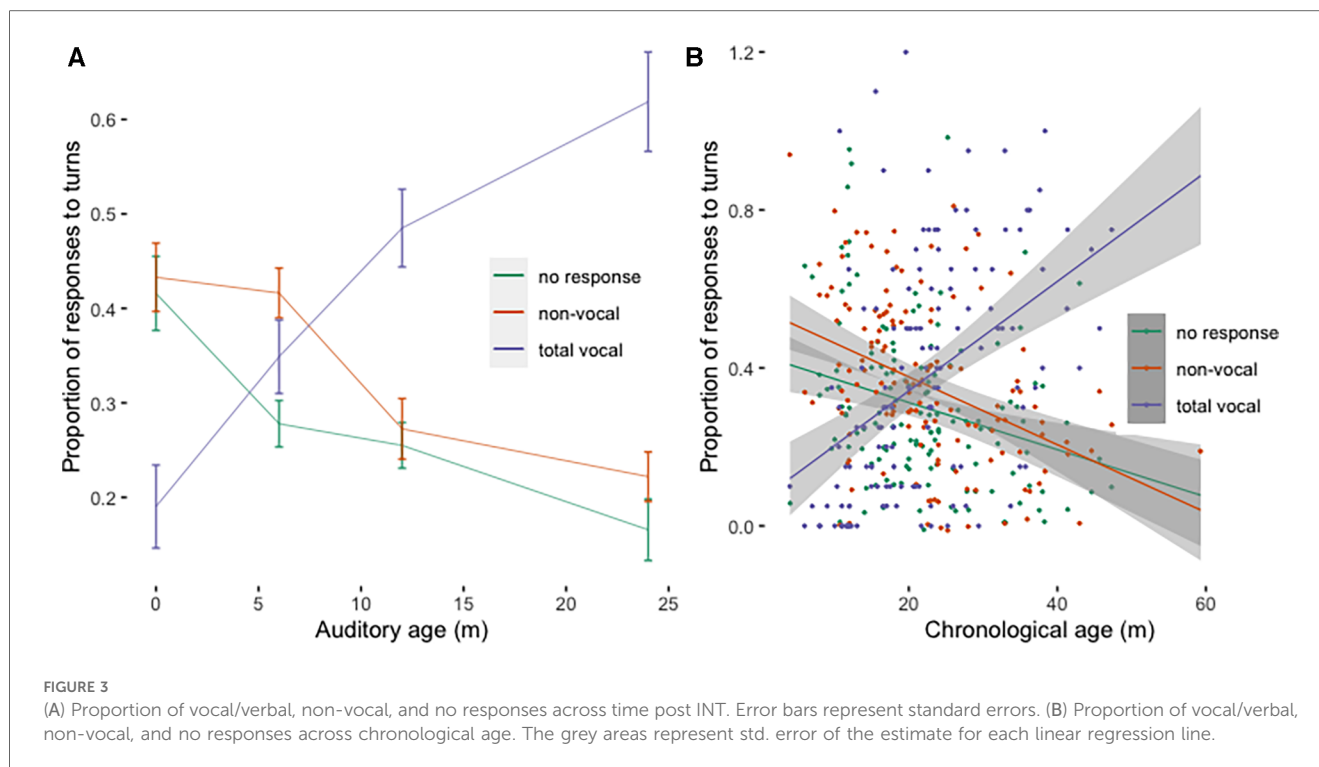 A
Proportion of responses to turns
0.6
0.5
0.4
0.3
0.2
0
5
10
15
20
25
Auditory age (m)
no response
non-vocal
total vocal
B
Proportion of responses to turns
1.2
0.8
0.4
0.0
20
40
60
Chronological age (m)
no response
non-vocal
total vocal
FIGURE 3
(A) Proportion of vocal/verbal, non-vocal, and no responses across time post INT. Error bars represent standard errors. (B) Proportion of vocal/verbal,
non-vocal, and no responses across chronological age. The grey areas represent std. error of the estimate for each linear regression line.